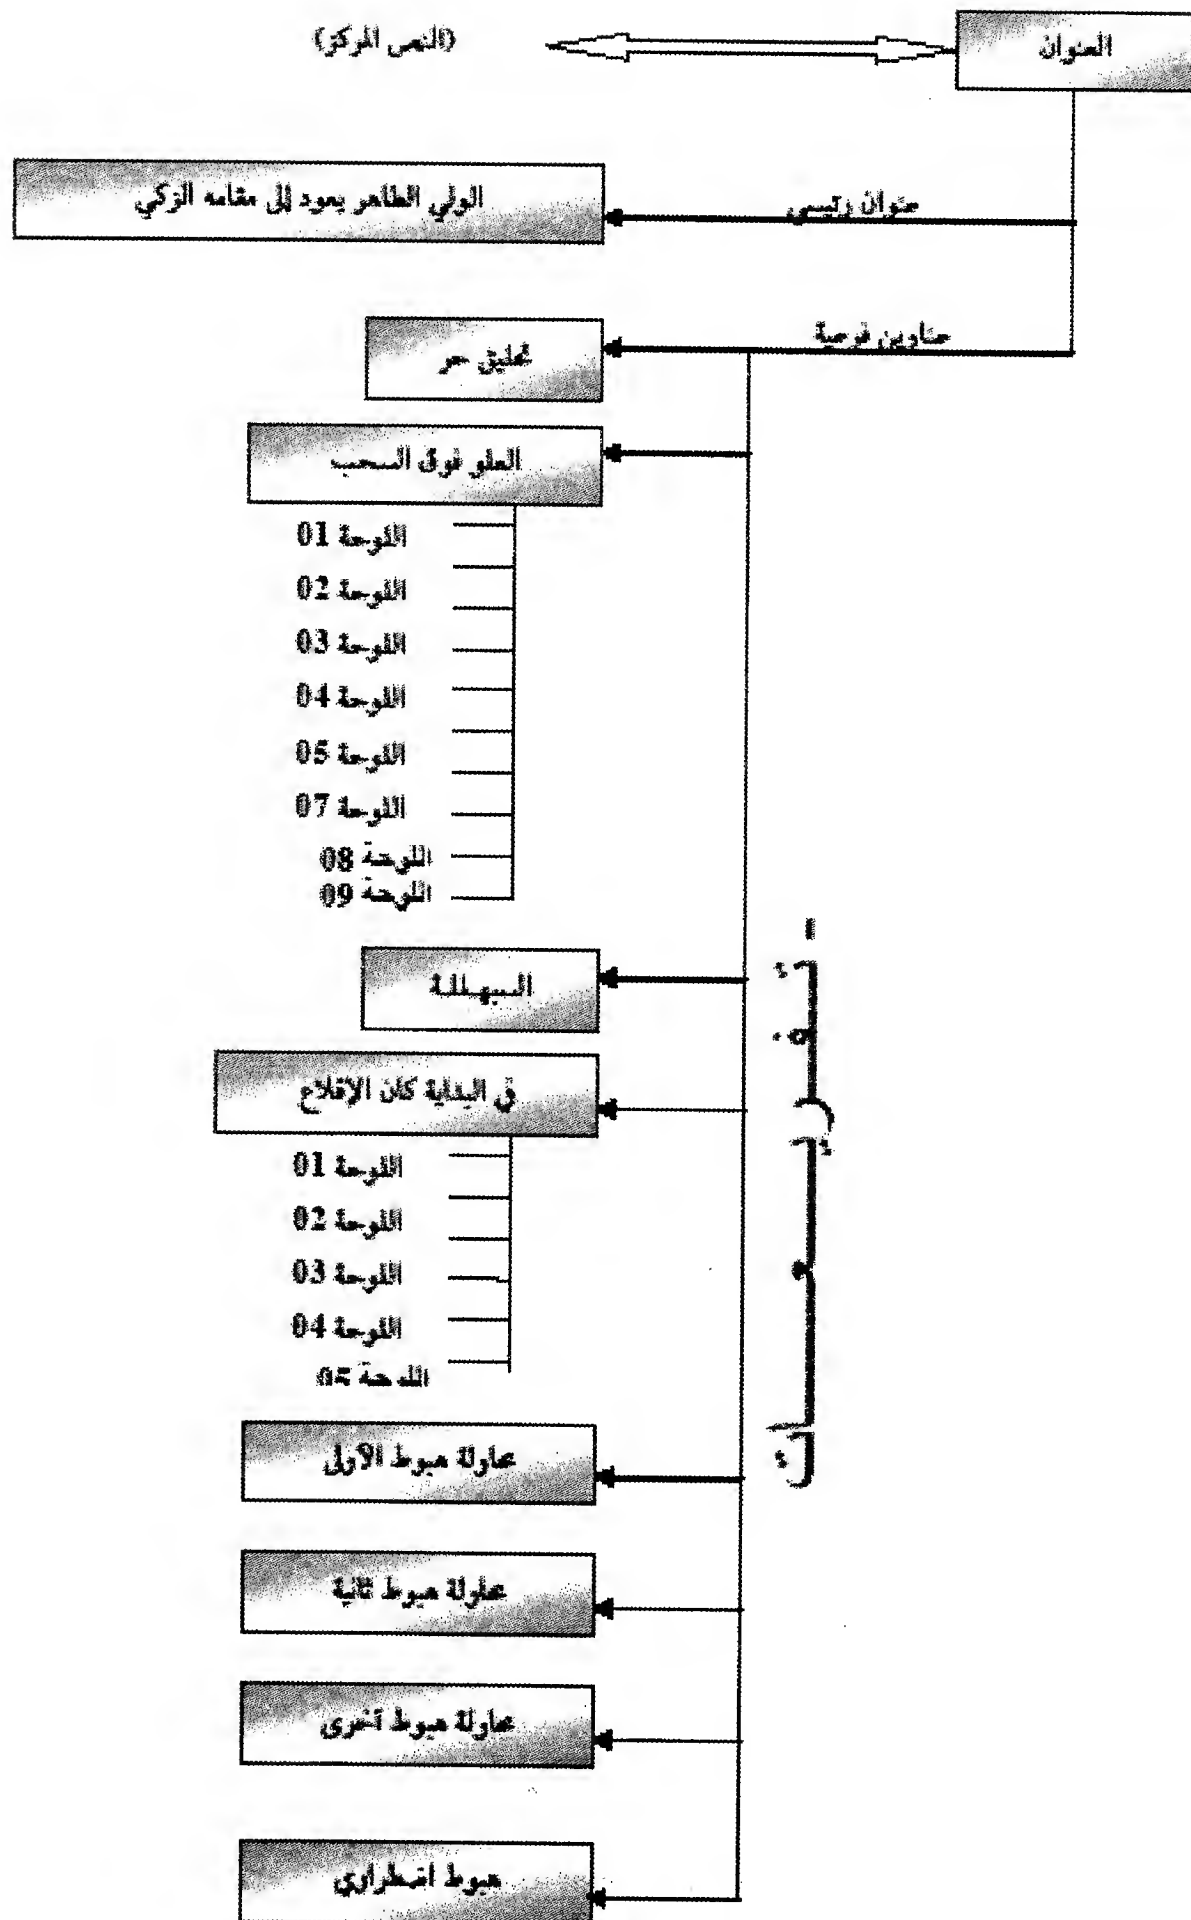 العنوان
(النص المركز)
عنوان رئيسي
الولي الطاهر يعود إلى مقامه الزكي
عناوين فرعية
تحليق حر
العلو فوق السحب
اللوحة 01
اللوحة 02
اللوحة 03
اللوحة 04
اللوحة 05
اللوحة 07
اللوحة 08
اللوحة 09
السبهللة
في البداية كان الإقلاع
اللوحة 01
اللوحة 02
اللوحة 03
اللوحة 04
اللوحة 05
- تفريعات
محاولة هبوط الأولى
محاولة هبوط ثانية
محاولة هبوط أخرى
هبوط اضطراري